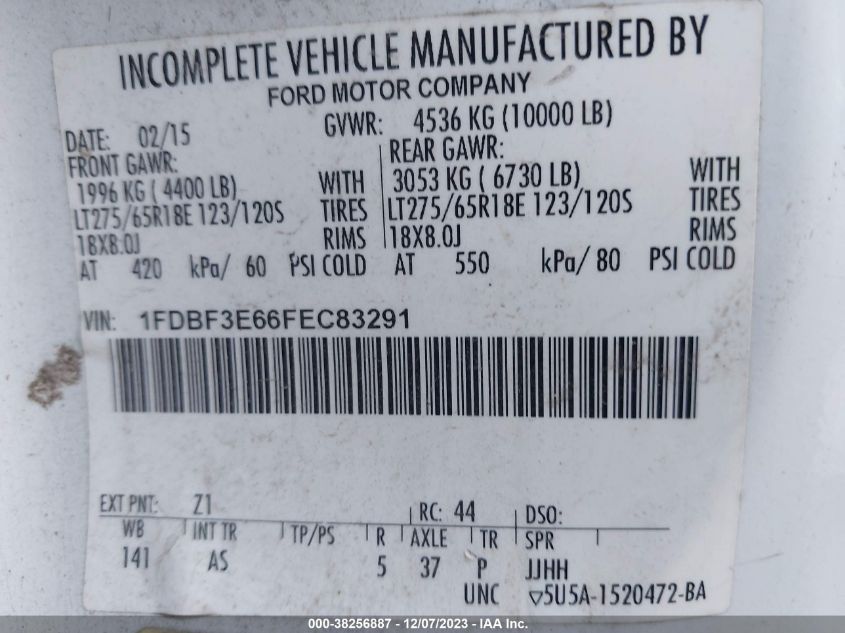 INCOMPLETE VEHICLE MANUFACTURED BY
FORD MOTOR COMPANY
DATE: 02/15 GVWR: 4536 KG (10000 LB)
FRONT GAWR: REAR GAWR:
1996 KG ( 4400 LB) WITH 3053 KG ( 6730 LB) WITH
LT275/65R18E 123/120S TIRES LT275/65R18E 123/120S TIRES
18X8.0J RIMS 18X8.0J RIMS
AT 420 kPa/ 60 PSI COLD AT 550 kPa/ 80 PSI COLD
VIN: 1FDBF3E66FEC83291
EXT PNT: Z1 RC: 44 DSO:
WB INT TR TP/PS R AXLE TR SPR
141 AS 5 37 P JJHH
UNC ▽5U5A-1520472-BA
000-38256887 - 12/07/2023 - IAA Inc.